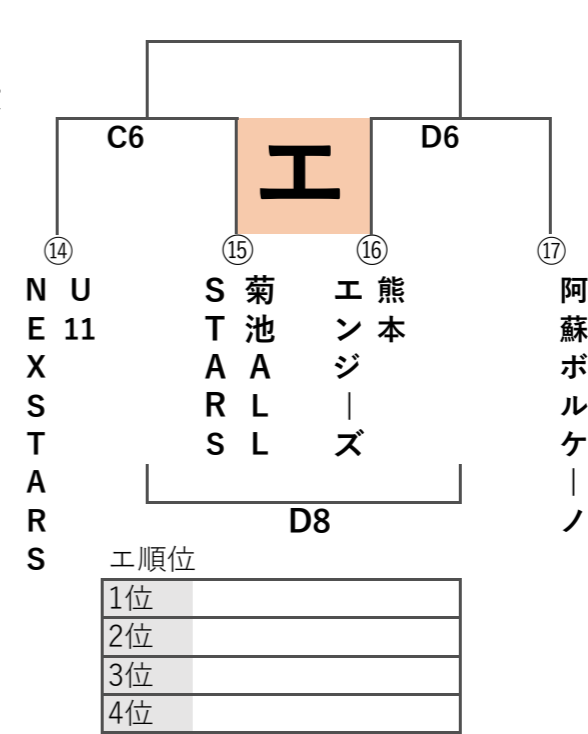 C6
エ
D6
⑭
⑮
⑯
⑰
U11
NEXSTARS
菊池ALL
STARS
熊本
エンジーズ
阿蘇ボルケーノ
D8
エ順位
1位
2位
3位
4位